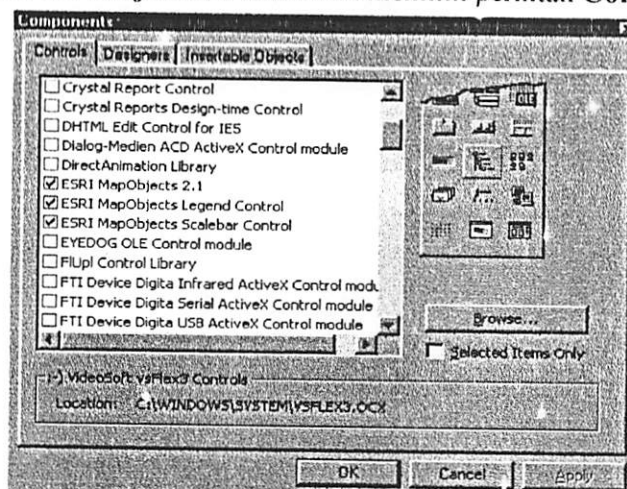 Components
Controls
Designers
Insertable Objects
Crystal Report Control
Crystal Reports Design-time Control
DHTML Edit Control for IE5
Dialog-Medien ACD ActiveX Control module
DirectAnimation Library
ESRI MapObjects 2.1
ESRI MapObjects Legend Control
ESRI MapObjects Scalebar Control
EYEDOG OLE Control module
FlUpl Control Library
FTI Device Digita Infrared ActiveX Control modu
FTI Device Digita Serial ActiveX Control module
FTI Device Digita USB ActiveX Control module
Browse...
Selected Items Only
:-) VideoSoft vsFlex3 Controls
Location: C:\WINDOWS\SYSTEM\VSFLEX3.OCX
OK
Cancel
Apply